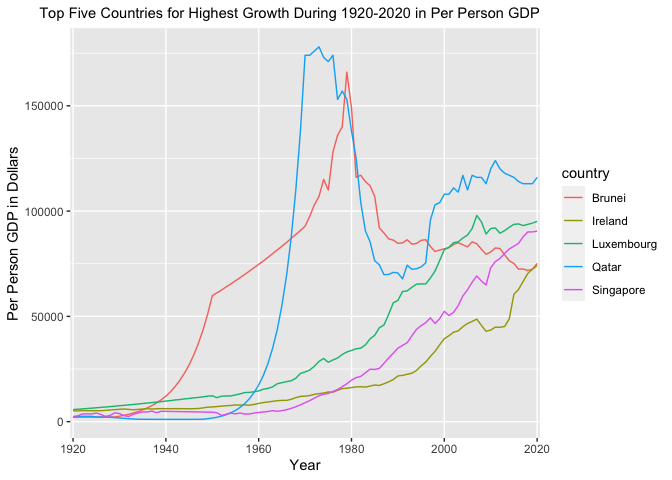 Top Five Countries for Highest Growth During 1920-2020 in Per Person GDP
Per Person GDP in Dollars
150000
100000
50000
0
1920
1940
1960
1980
2000
2020
Year
country
Brunei
Ireland
Luxembourg
Qatar
Singapore